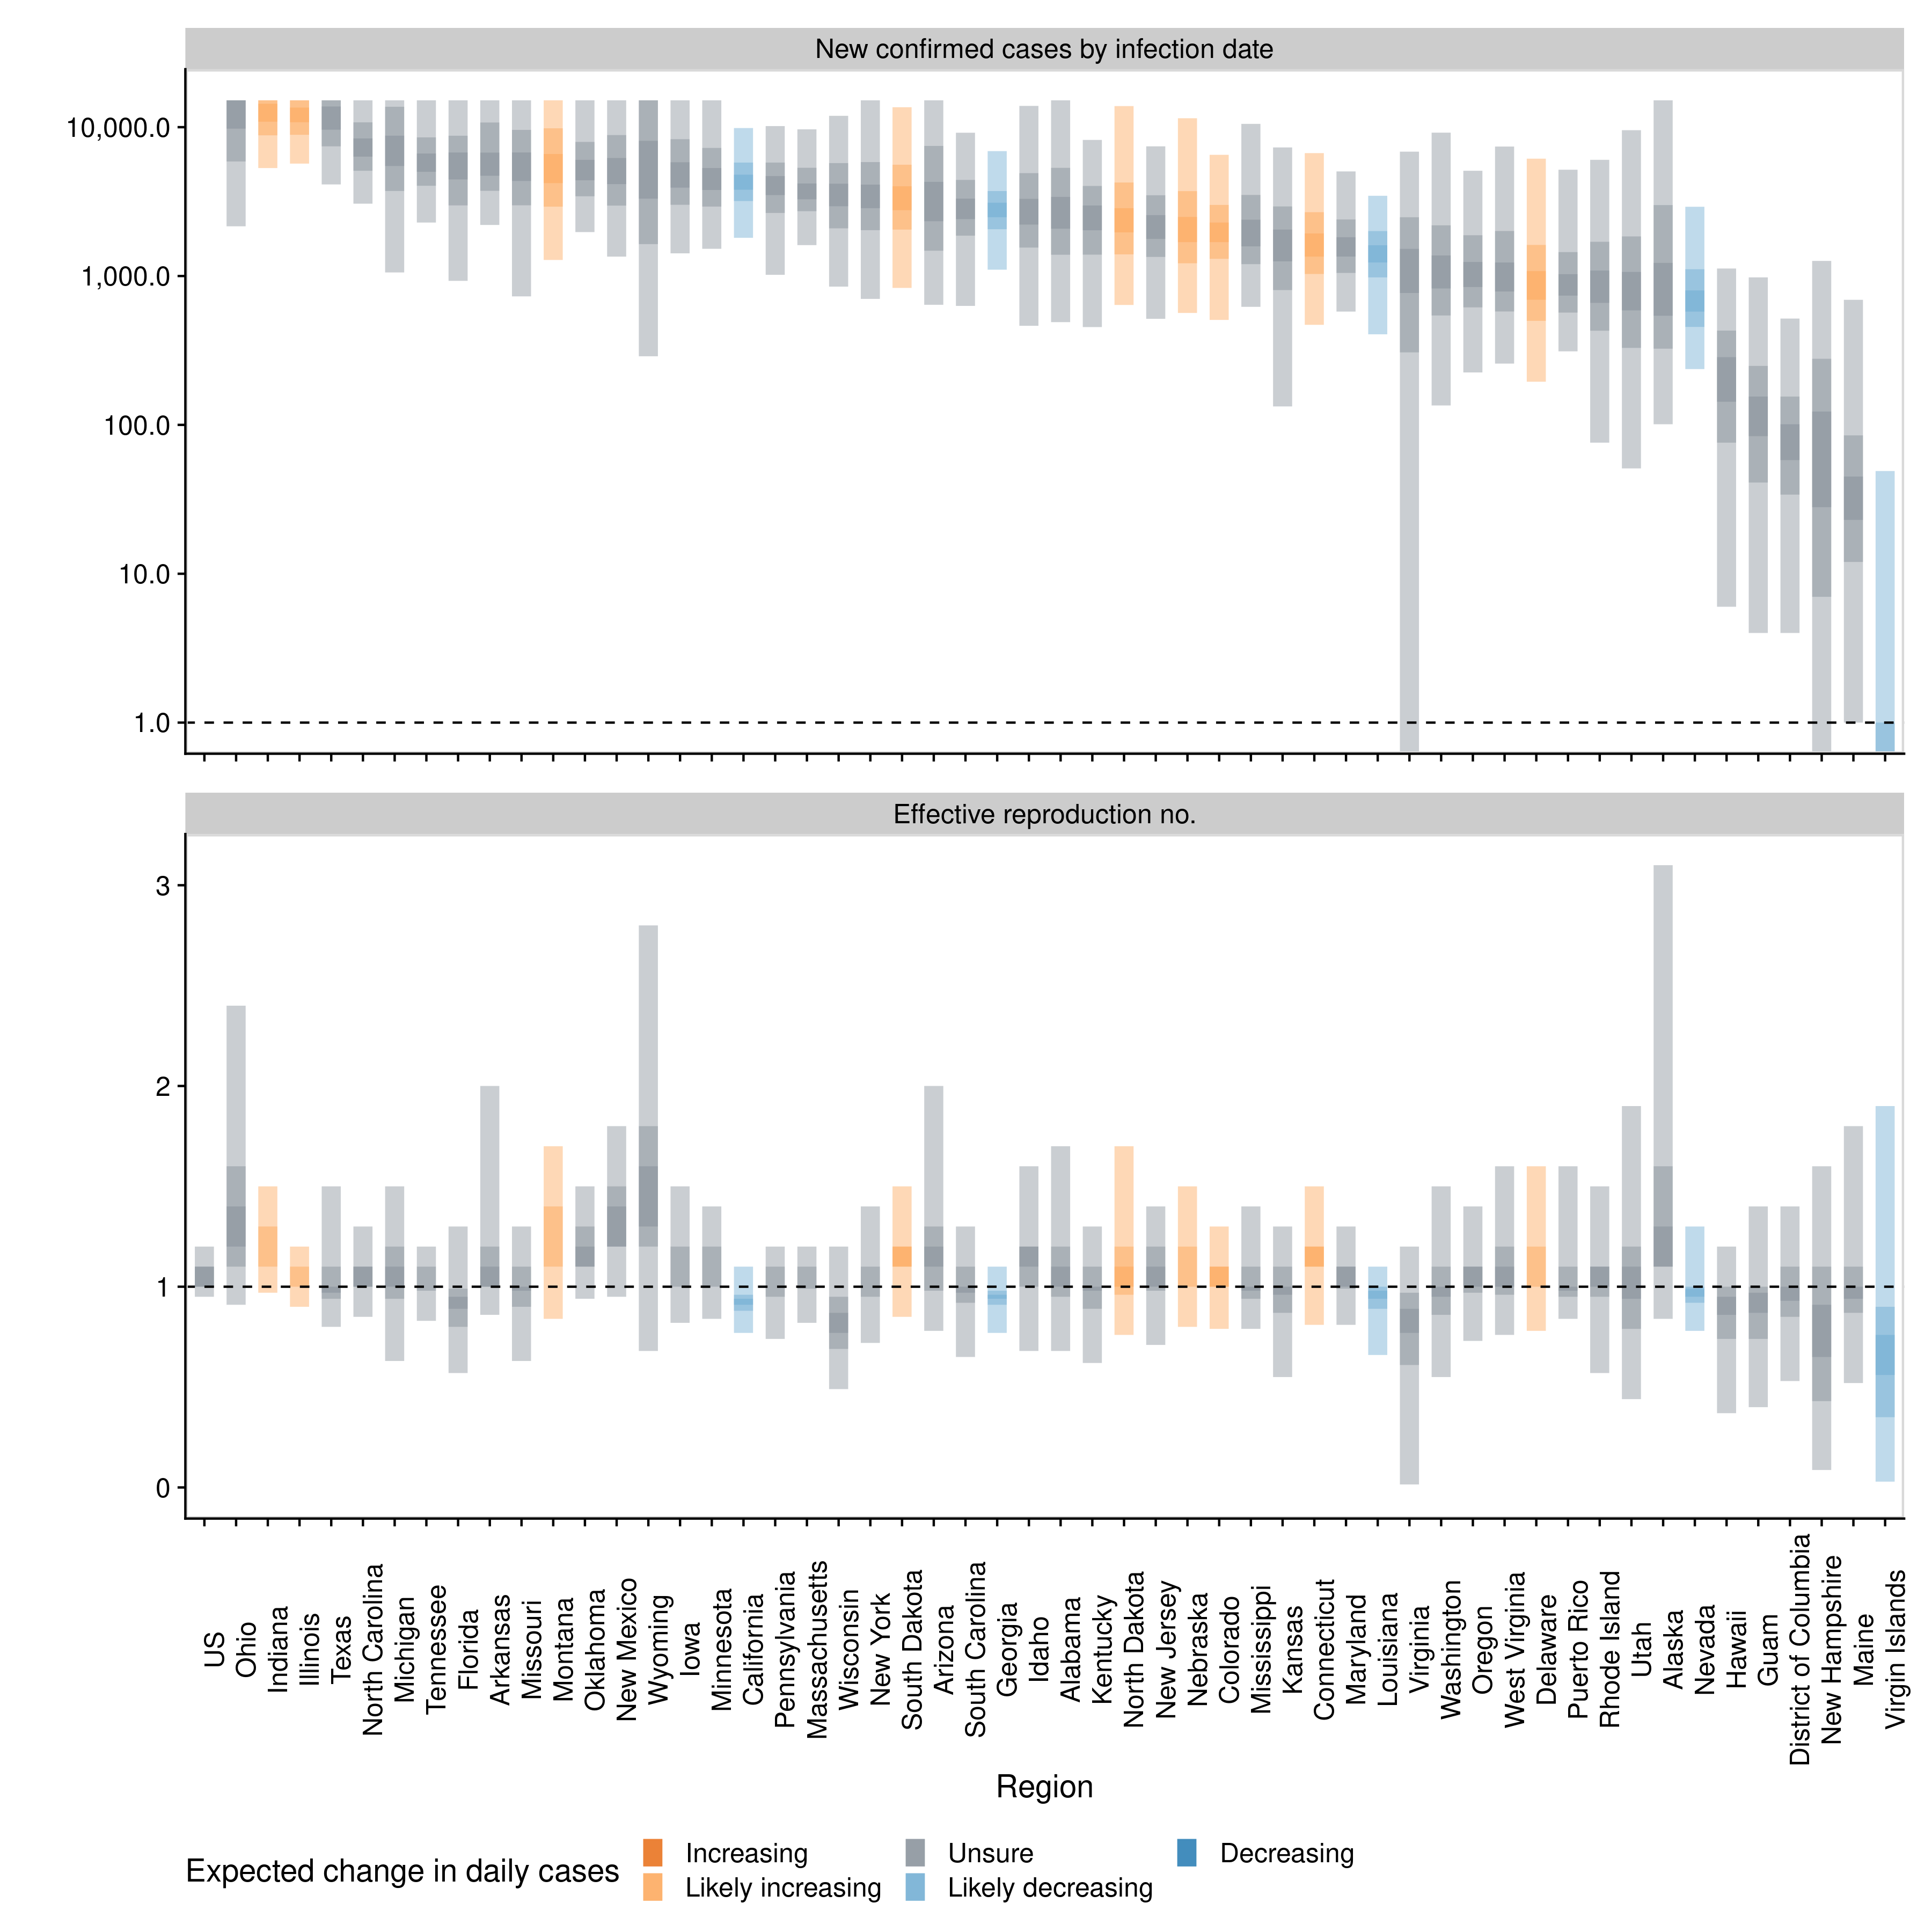 New confirmed cases by infection date
10,000.0
1,000.0
100.0
10.0
1.0
Effective reproduction no.
3
2
1
0
US
Ohio
Indiana
Illinois
Texas
North Carolina
Michigan
Tennessee
Florida
Arkansas
Missouri
Montana
Oklahoma
New Mexico
Wyoming
Iowa
Minnesota
California
Pennsylvania
Massachusetts
Wisconsin
New York
South Dakota
Arizona
South Carolina
Georgia
Idaho
Alabama
Kentucky
North Dakota
New Jersey
Nebraska
Colorado
Mississippi
Kansas
Connecticut
Maryland
Louisiana
Virginia
Washington
Oregon
West Virginia
Delaware
Puerto Rico
Rhode Island
Utah
Alaska
Nevada
Hawaii
Guam
District of Columbia
New Hampshire
Maine
Virgin Islands
Region
Expected change in daily cases
Increasing
Likely increasing
Unsure
Likely decreasing
Decreasing